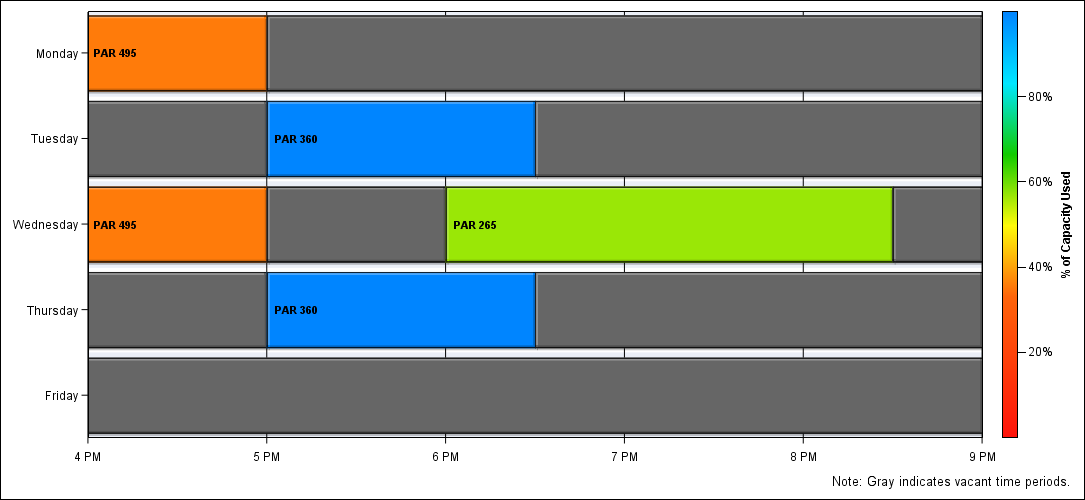 Monday
PAR 495
Tuesday
PAR 360
Wednesday
PAR 495
PAR 265
Thursday
PAR 360
Friday
4 PM
5 PM
6 PM
7 PM
8 PM
9 PM
80%
60%
40%
20%
% of Capacity Used
Note: Gray indicates vacant time periods.